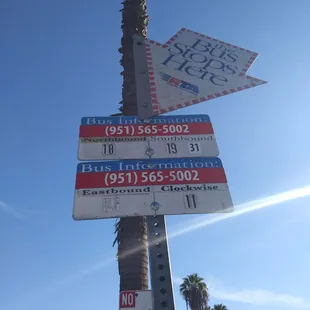 The
Bus Stops
Here
Bus Information:
(951) 565-5002
Northbound Southbound
18 19 31
Bus Information:
(951) 565-5002
Eastbound Clockwise
11
NO